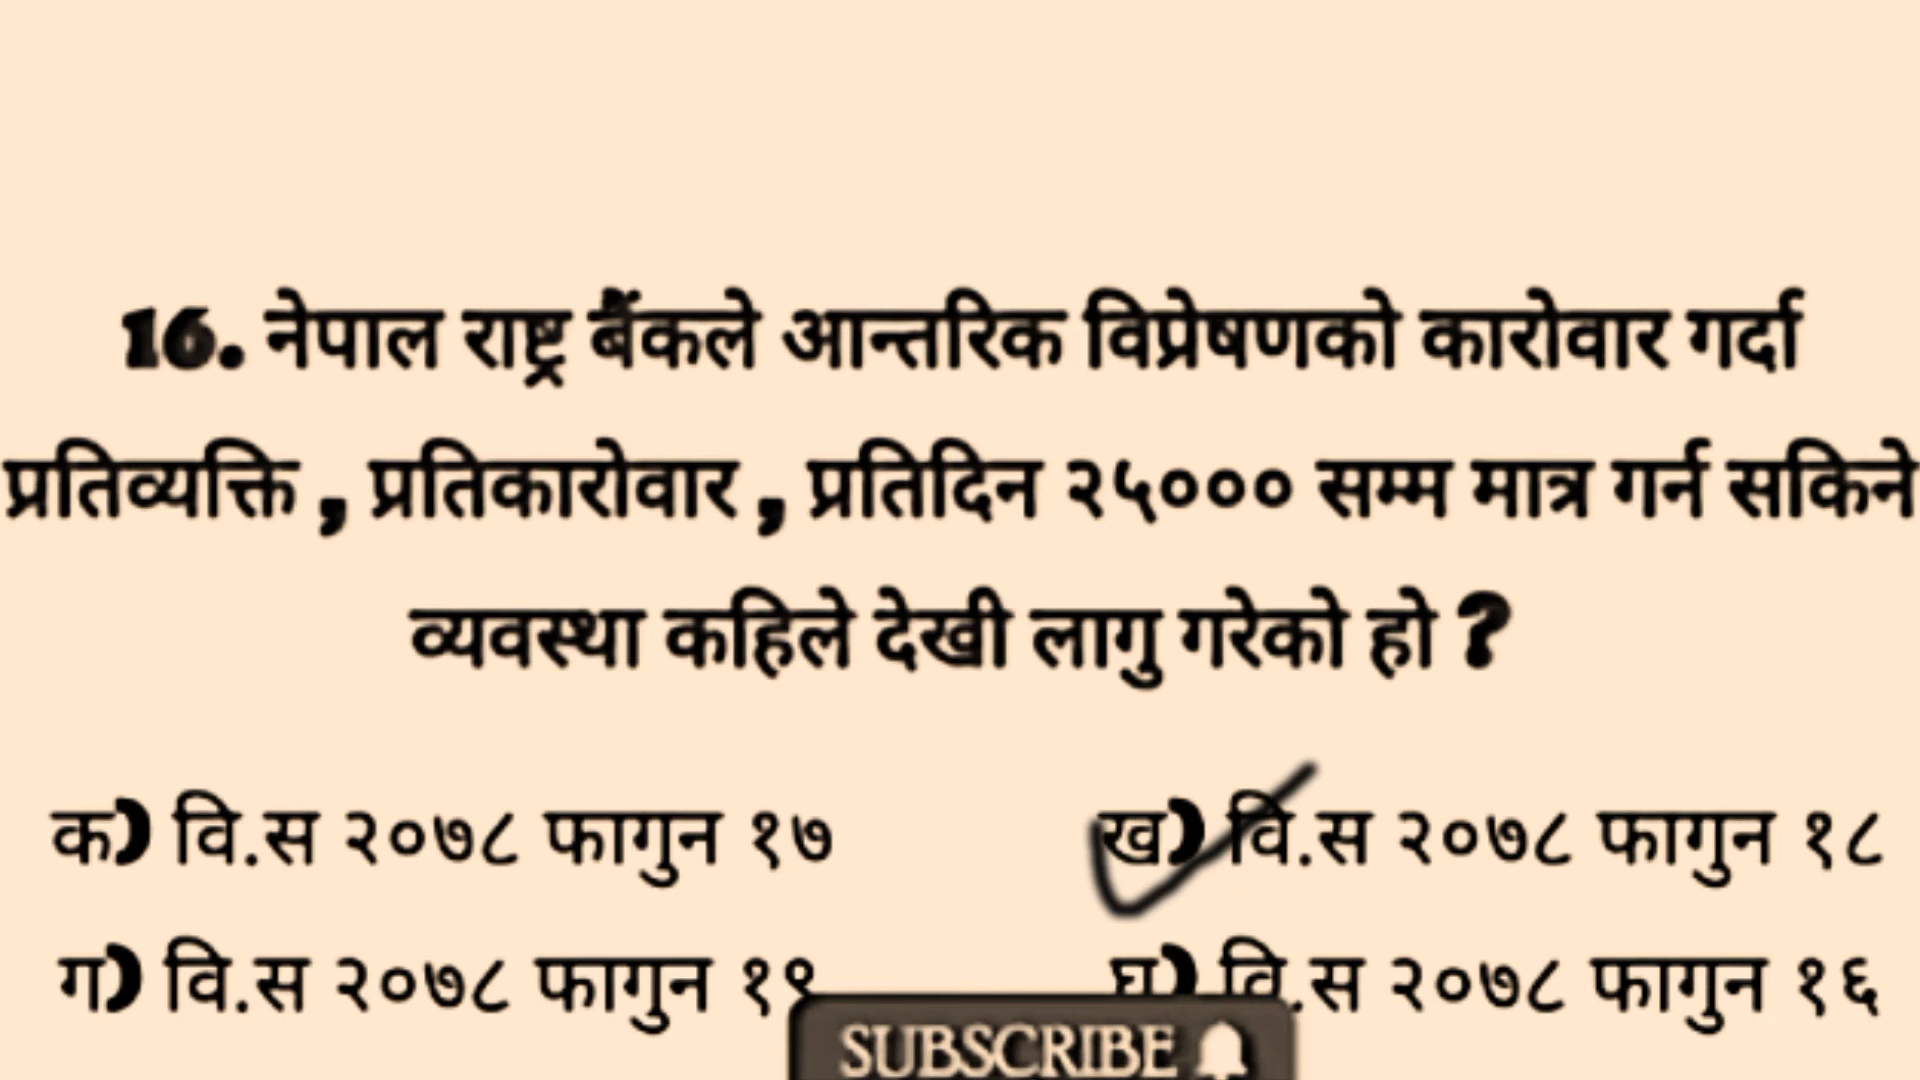 16. नेपाल राष्ट्र बैंकले आन्तरिक विप्रेषणको कारोवार गर्दा
प्रतिव्यक्ति , प्रतिकारोवार , प्रतिदिन २५००० सम्म मात्र गर्न सकिने
व्यवस्था कहिले देखी लागु गरेको हो ?
क) वि.स २०७८ फागुन १७
ख) वि.स २०७८ फागुन १८
ग) वि.स २०७८ फागुन १९
घ) वि.स २०७८ फागुन १६
SUBSCRIBE